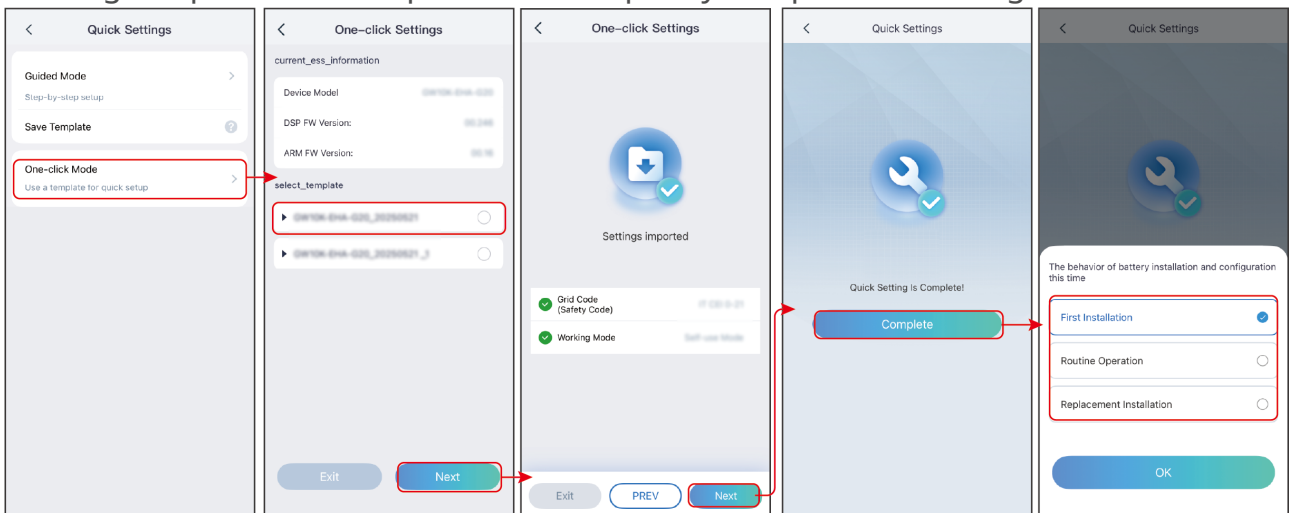 Quick Settings
Guided Mode
Step-by-step setup
Save Template
?
One-click Mode
Use a template for quick setup
One-click Settings
current_ess_information
Device Model
DSP FW Version:
ARM FW Version:
select_template
Exit
Next
One-click Settings
Settings imported
Grid Code
(Safety Code)
Working Mode
Exit
PREV
Next
Quick Settings
Quick Setting Is Complete!
Complete
Quick Settings
The behavior of battery installation and configuration
this time
First Installation
Routine Operation
Replacement Installation
OK